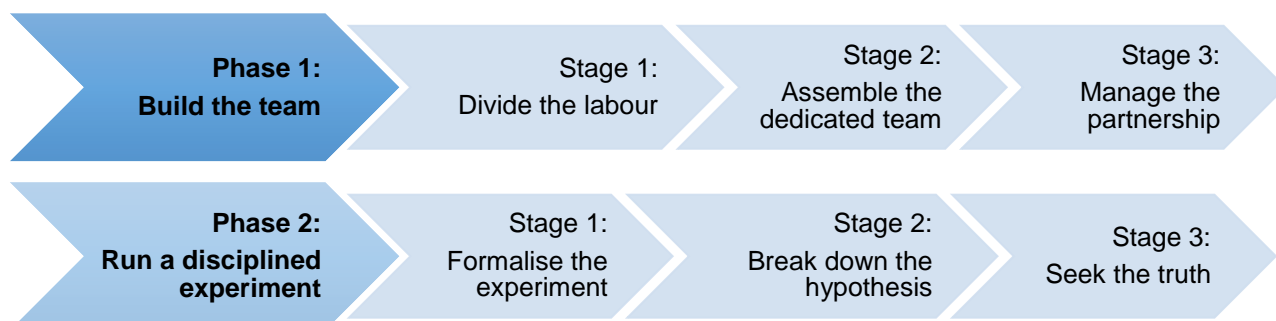 Phase 1:
Build the team
Stage 1:
Divide the labour
Stage 2:
Assemble the
dedicated team
Stage 3:
Manage the
partnership
Phase 2:
Run a disciplined
experiment
Stage 1:
Formalise the
experiment
Stage 2:
Break down the
hypothesis
Stage 3:
Seek the truth